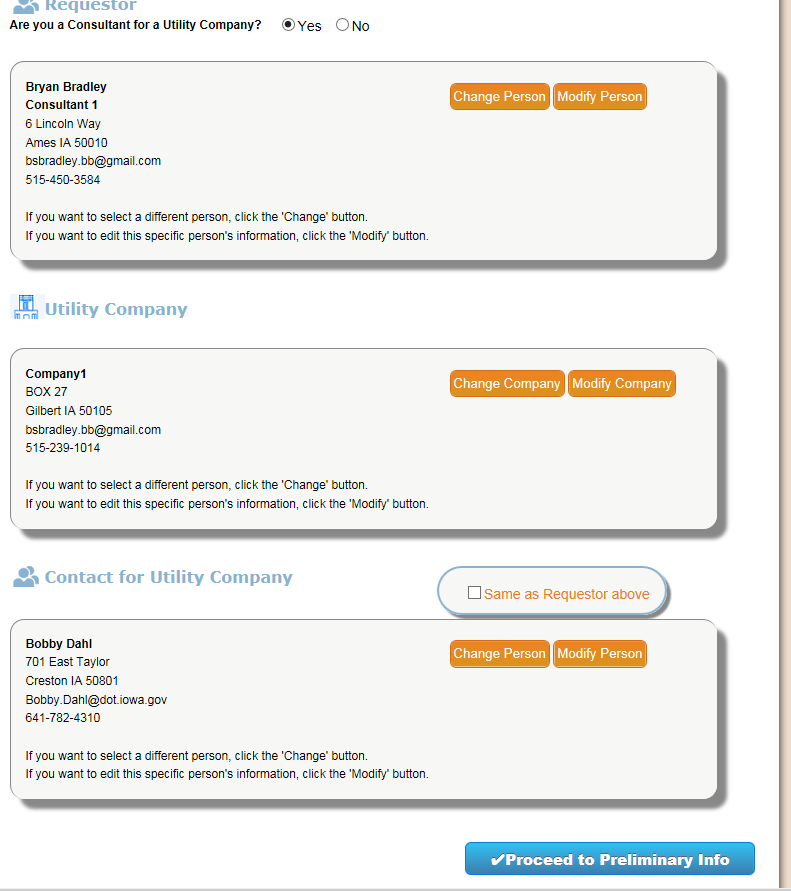 Requestor
Are you a Consultant for a Utility Company? Yes No
Bryan Bradley
Consultant 1
6 Lincoln Way
Ames IA 50010
bsbradley.bb@gmail.com
515-450-3584
Change Person Modify Person
If you want to select a different person, click the 'Change' button.
If you want to edit this specific person's information, click the 'Modify' button.
Utility Company
Company1
BOX 27
Gilbert IA 50105
bsbradley.bb@gmail.com
515-239-1014
Change Company Modify Company
If you want to select a different person, click the 'Change' button.
If you want to edit this specific person's information, click the 'Modify' button.
Contact for Utility Company
Same as Requestor above
Bobby Dahl
701 East Taylor
Creston IA 50801
Bobby.Dahl@dot.iowa.gov
641-782-4310
Change Person Modify Person
If you want to select a different person, click the 'Change' button.
If you want to edit this specific person's information, click the 'Modify' button.
✔Proceed to Preliminary Info